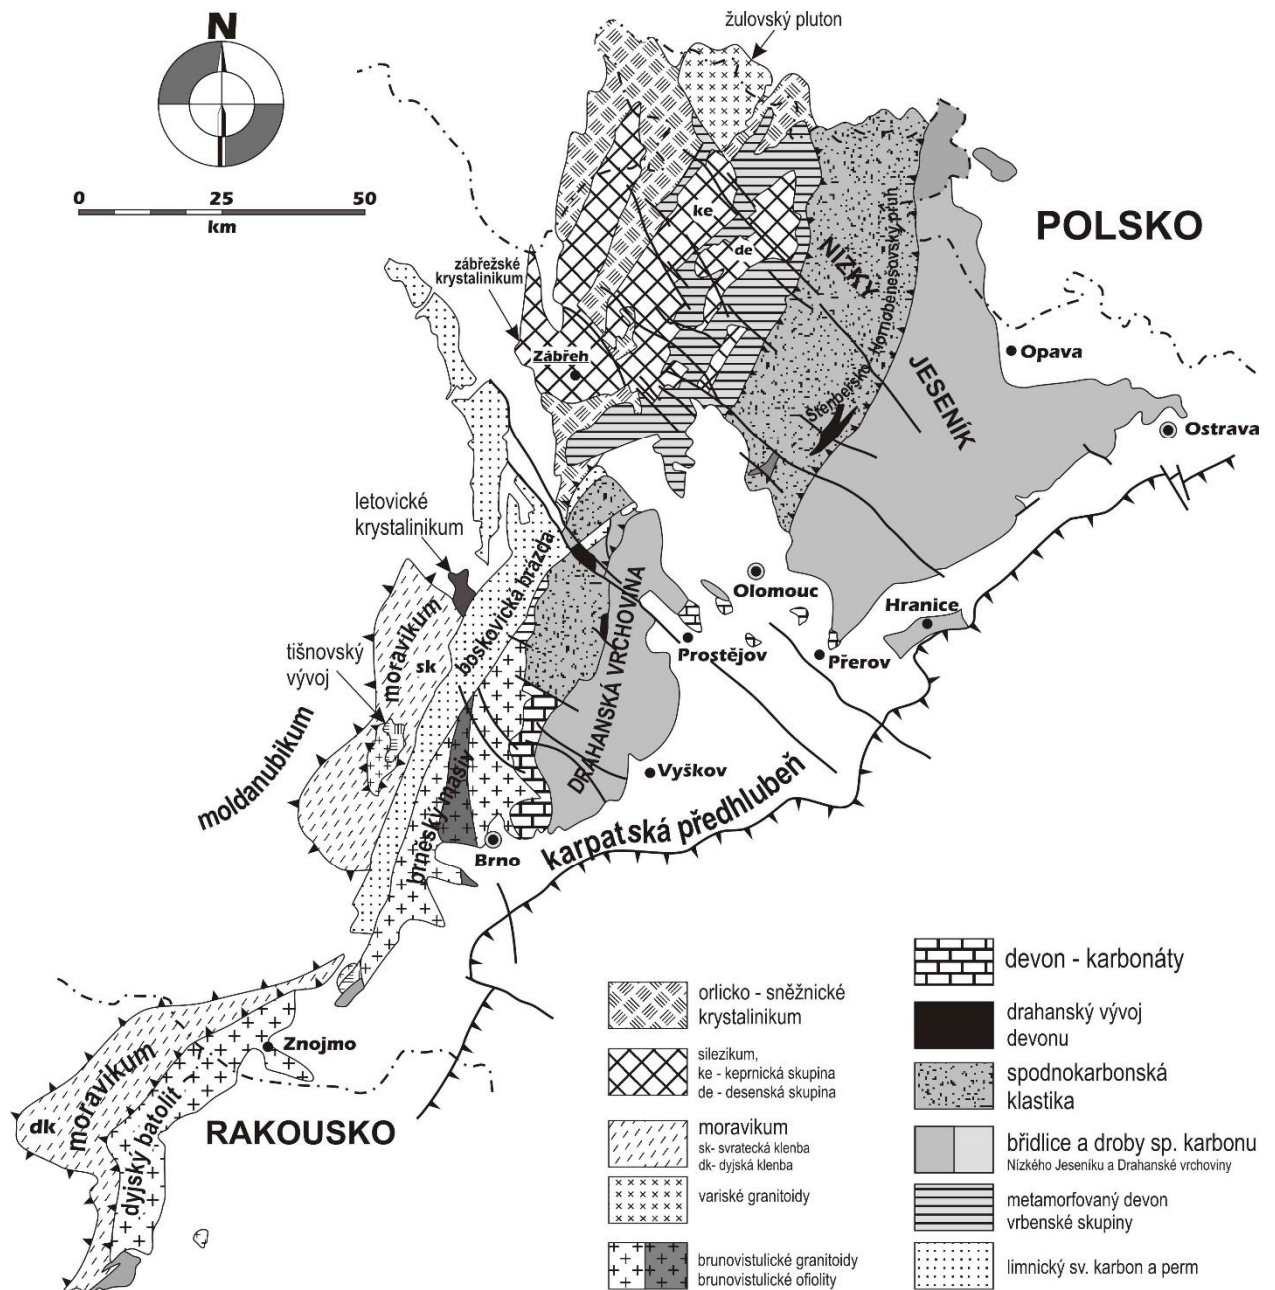 N
0 25 50
km
žulovský pluton
POLSKO
ke
de
zábřežské
krystalinikum
Zábřeh
NÍZKY
JESENÍK
Šternbersko - hornobenešovský pruh
Opava
Ostrava
letovické
krystalinikum
boskovická brázda
Olomouc
Hranice
moravikum
sk
tišnovský
vývoj
Prostějov
Přerov
DRAHANSKÁ VRCHOVINA
moldanubikum
brněnský masiv
Vyškov
karpatská předhlubeň
Brno
Znojmo
moravikum
dk
dyjský batolit
RAKOUSKO
orlicko - sněžnické
krystalinikum
silezikum,
ke - keprnická skupina
de - desenská skupina
moravikum
sk- svratecká klenba
dk- dyjská klenba
variské granitoidy
brunovistulické granitoidy
brunovistulické ofiolity
devon - karbonáty
drahanský vývoj
devonu
spodnokarbonská
klastika
břidlice a droby sp. karbonu
Nízkého Jeseníku a Drahanské vrchoviny
metamorfovaný devon
vrbenské skupiny
limnický sv. karbon a perm